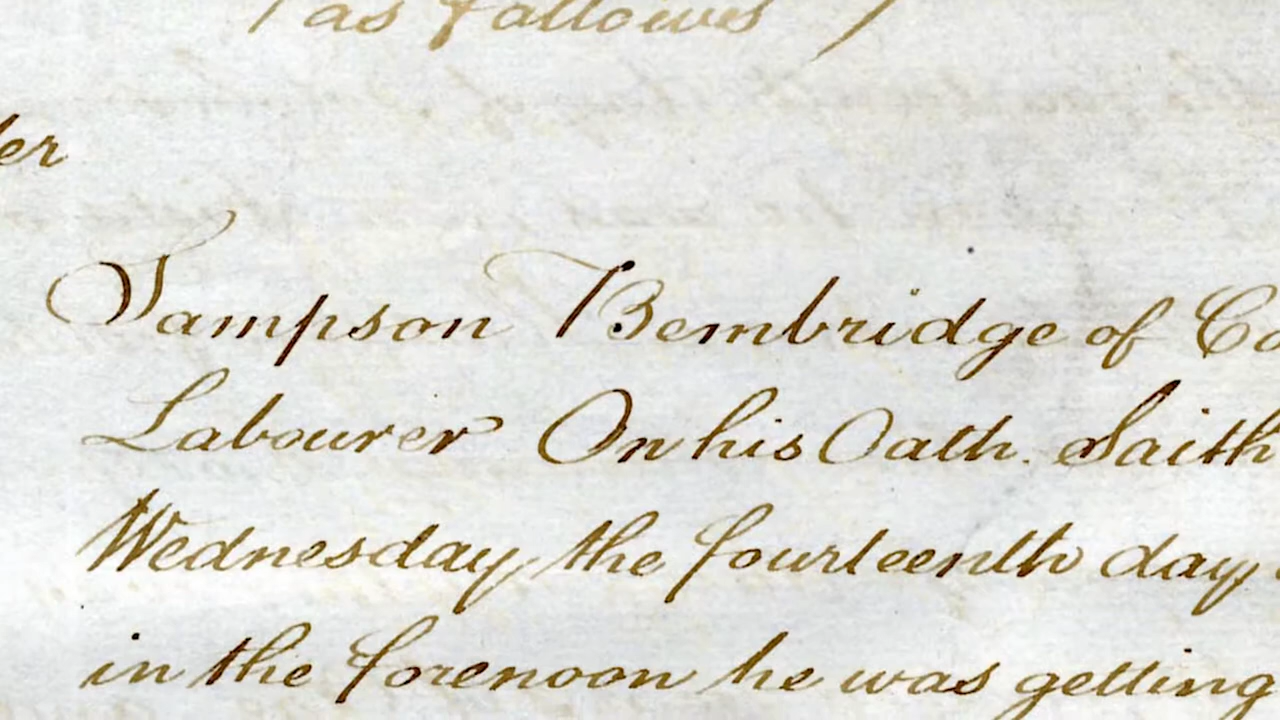 as follows
Sampson Bembridge of
Labourer On his Oath. Saith
Wednesday the fourteenth day
in the forenoon he was getting